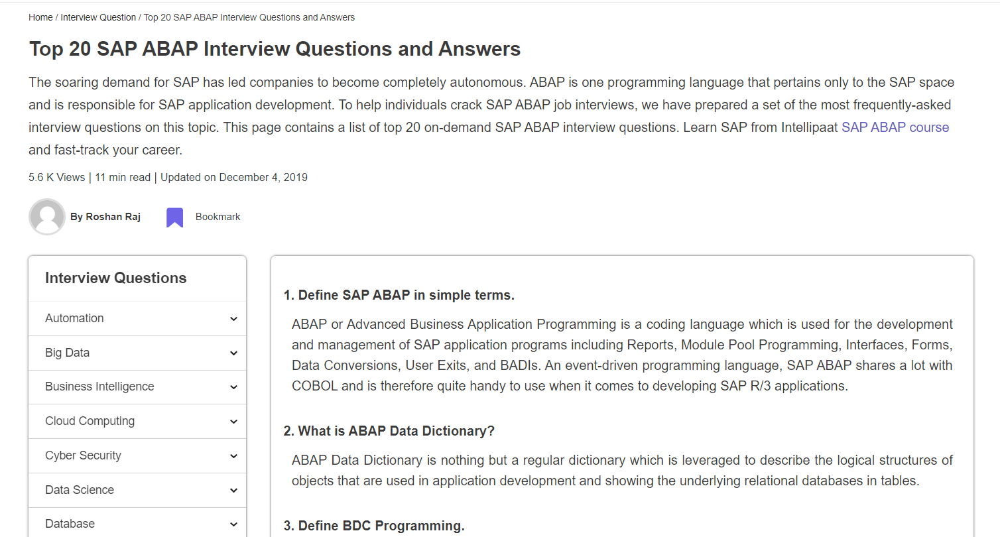 Home / Interview Question / Top 20 SAP ABAP Interview Questions and Answers
Top 20 SAP ABAP Interview Questions and Answers
The soaring demand for SAP has led companies to become completely autonomous. ABAP is one programming language that pertains only to the SAP space
and is responsible for SAP application development. To help individuals crack SAP ABAP job interviews, we have prepared a set of the most frequently-asked
interview questions on this topic. This page contains a list of top 20 on-demand SAP ABAP interview questions. Learn SAP from Intellipaat SAP ABAP course
and fast-track your career.
5.6 K Views | 11 min read | Updated on December 4, 2019
By Roshan Raj
Bookmark
Interview Questions
Automation
Big Data
Business Intelligence
Cloud Computing
Cyber Security
Data Science
Database
1. Define SAP ABAP in simple terms.
ABAP or Advanced Business Application Programming is a coding language which is used for the development
and management of SAP application programs including Reports, Module Pool Programming, Interfaces, Forms,
Data Conversions, User Exits, and BADIs. An event-driven programming language, SAP ABAP shares a lot with
COBOL and is therefore quite handy to use when it comes to developing SAP R/3 applications.
2. What is ABAP Data Dictionary?
ABAP Data Dictionary is nothing but a regular dictionary which is leveraged to describe the logical structures of
objects that are used in application development and showing the underlying relational databases in tables.
3. Define BDC Programming.